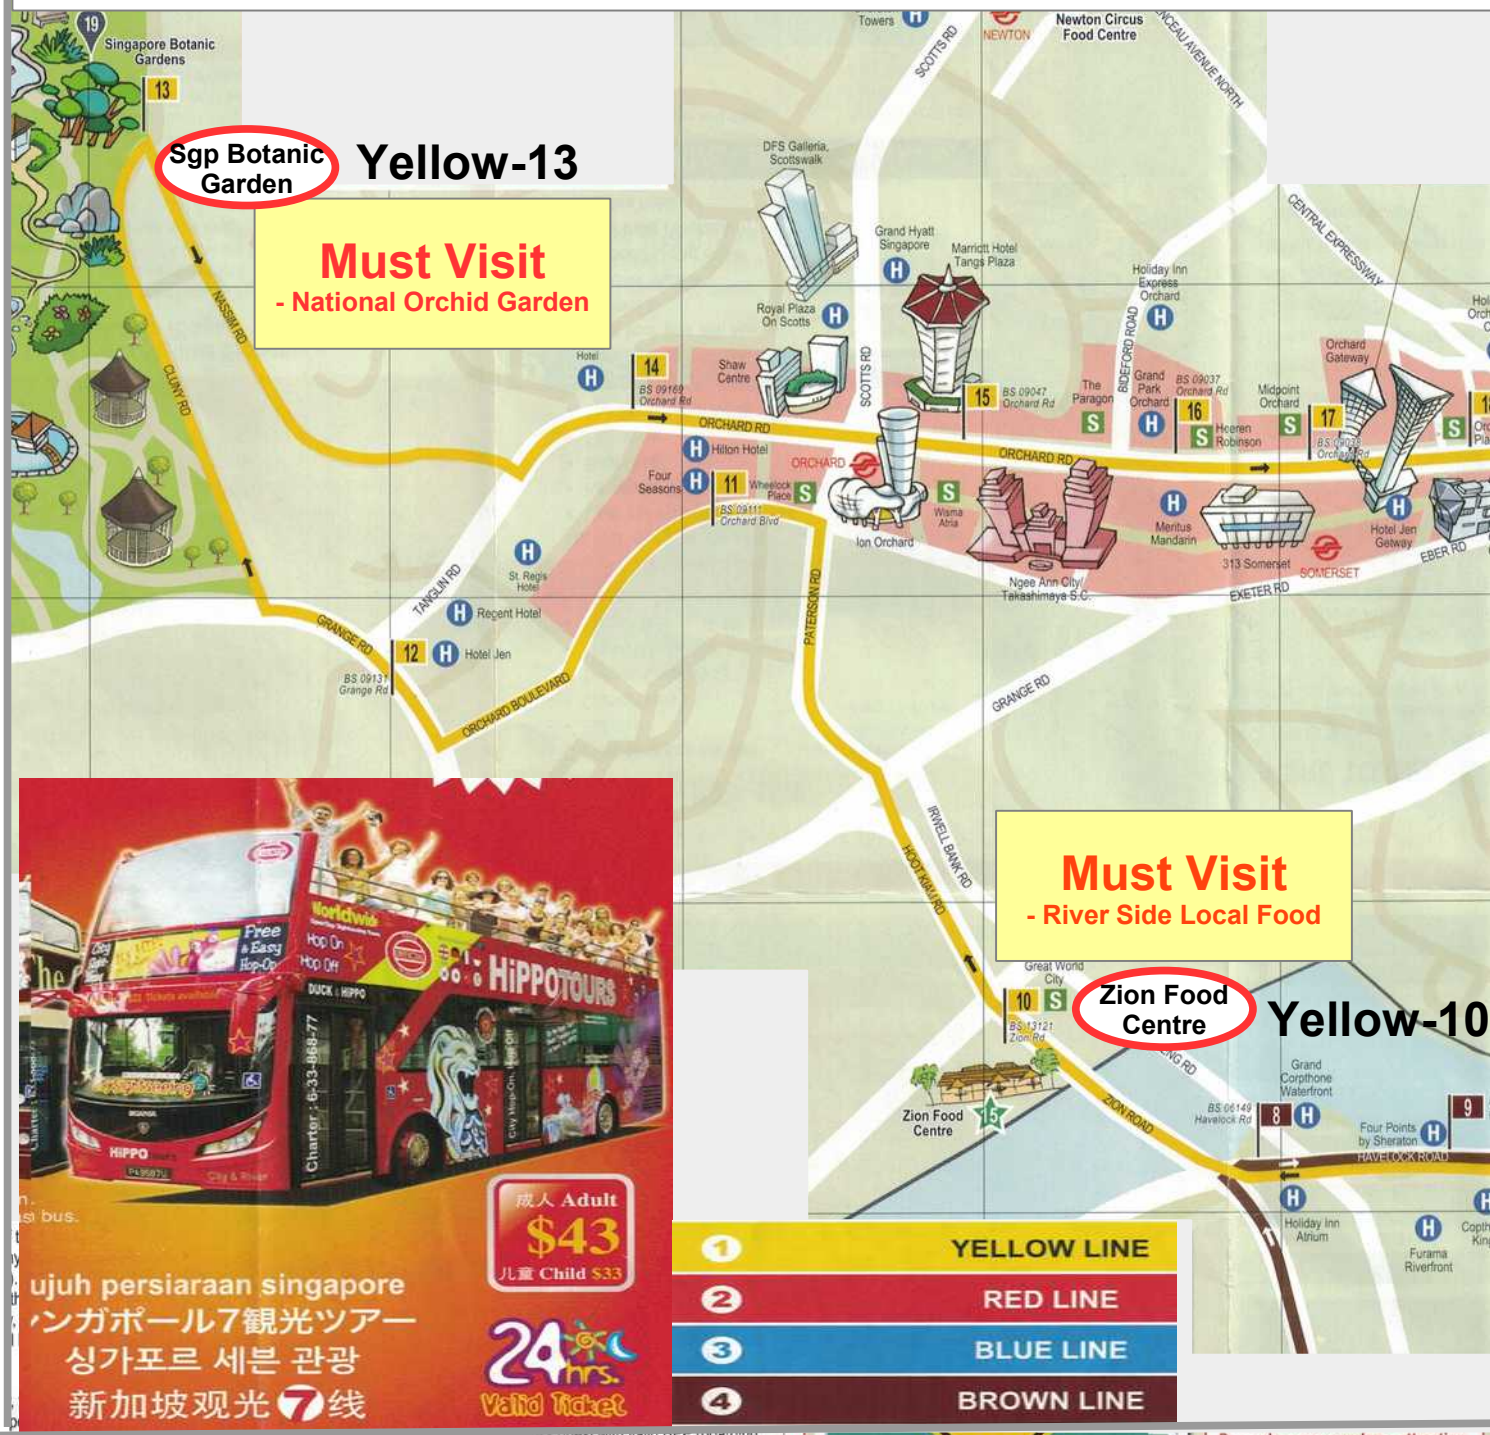 19
Singapore Botanic
Gardens
13
Sgp Botanic
Garden
Yellow-13
Must Visit
- National Orchid Garden
Towers
H
NEWTON
Newton Circus
Food Centre
SCOTTS RD
AVENUE NORTH
CENTRAL EXPRESSWAY
DFS Galleria,
Scottswalk
Grand Hyatt
Singapore
H
Marriott Hotel
Tangs Plaza
Royal Plaza
On Scotts
H
Holiday Inn
Express
Orchard
H
BIDEFORD ROAD
NASSIM RD
CLUNY RD
Hotel
H
14
BS 09169
Orchard Rd
Shaw
Centre
SCOTTS RD
15
BS 09047
Orchard Rd
The
Paragon
S
Grand
Park
Orchard
H
BS 09037
Orchard Rd
16
S
Heeren
Robinson
Midpoint
Orchard
S
17
BS 09038
Orchard Rd
Orchard
Gateway
S
ORCHARD RD
ORCHARD RD
H
Hilton Hotel
Four
Seasons
H
11
BS 09111
Orchard Blvd
Wheelock
Place
S
ORCHARD
Ion Orchard
S
Wisma
Atria
Ngee Ann City/
Takashimaya S.C.
H
Meritus
Mandarin
313 Somerset
SOMERSET
H
Hotel Jen
Getway
EBER RD
EXETER RD
H
St. Regis
Hotel
TANGLIN RD
H
Regent Hotel
GRANGE RD
12
H
Hotel Jen
BS 09131
Grange Rd
ORCHARD BOULEVARD
PATERSON RD
GRANGE RD
IRWELL BANK RD
HOOT KIAM RD
Must Visit
- River Side Local Food
Great World
City
10
S
BS 13121
Zion Rd
Zion Food
Centre
Yellow-10
Zion Food
Centre
15
ZION ROAD
Grand
Corpthone
Waterfront
BS 06149
Havelock Rd
8
H
Four Points
by Sheraton
H
9
HAVELOCK ROAD
H
Holiday Inn
Atrium
H
Furama
Riverfront
H
Worldwide
Hop On
Hop Off
Free
& Easy
DUCK & HiPPO
HiPPOTOURS
Charter : 6-33-868-77
HiPPO
City & River
bus.
成人 Adult
$43
儿童 Child $33
ujuh persiaraan singapore
ンガポール7観光ツアー
싱가포르 세븐 관광
新加坡观光7线
24hrs.
Valid Ticket
1 YELLOW LINE
2 RED LINE
3 BLUE LINE
4 BROWN LINE